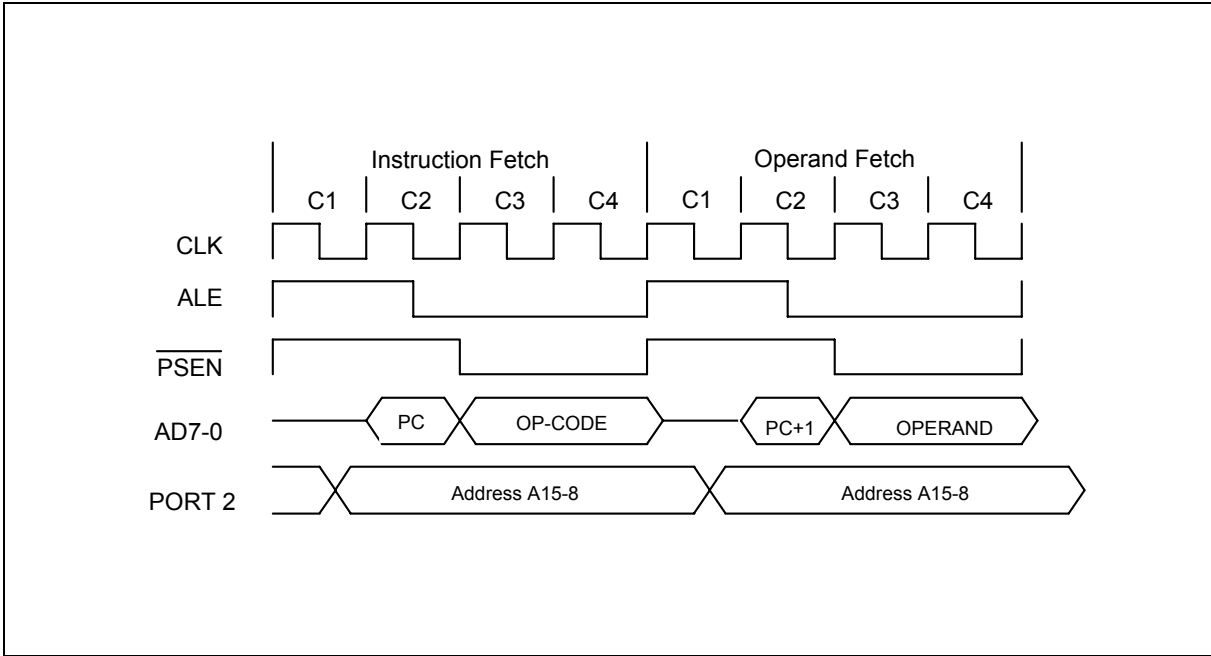 Instruction Fetch Operand Fetch
C1 C2 C3 C4 C1 C2 C3 C4
CLK
ALE
PSEN
AD7-0 PC OP-CODE PC+1 OPERAND
PORT 2 Address A15-8 Address A15-8